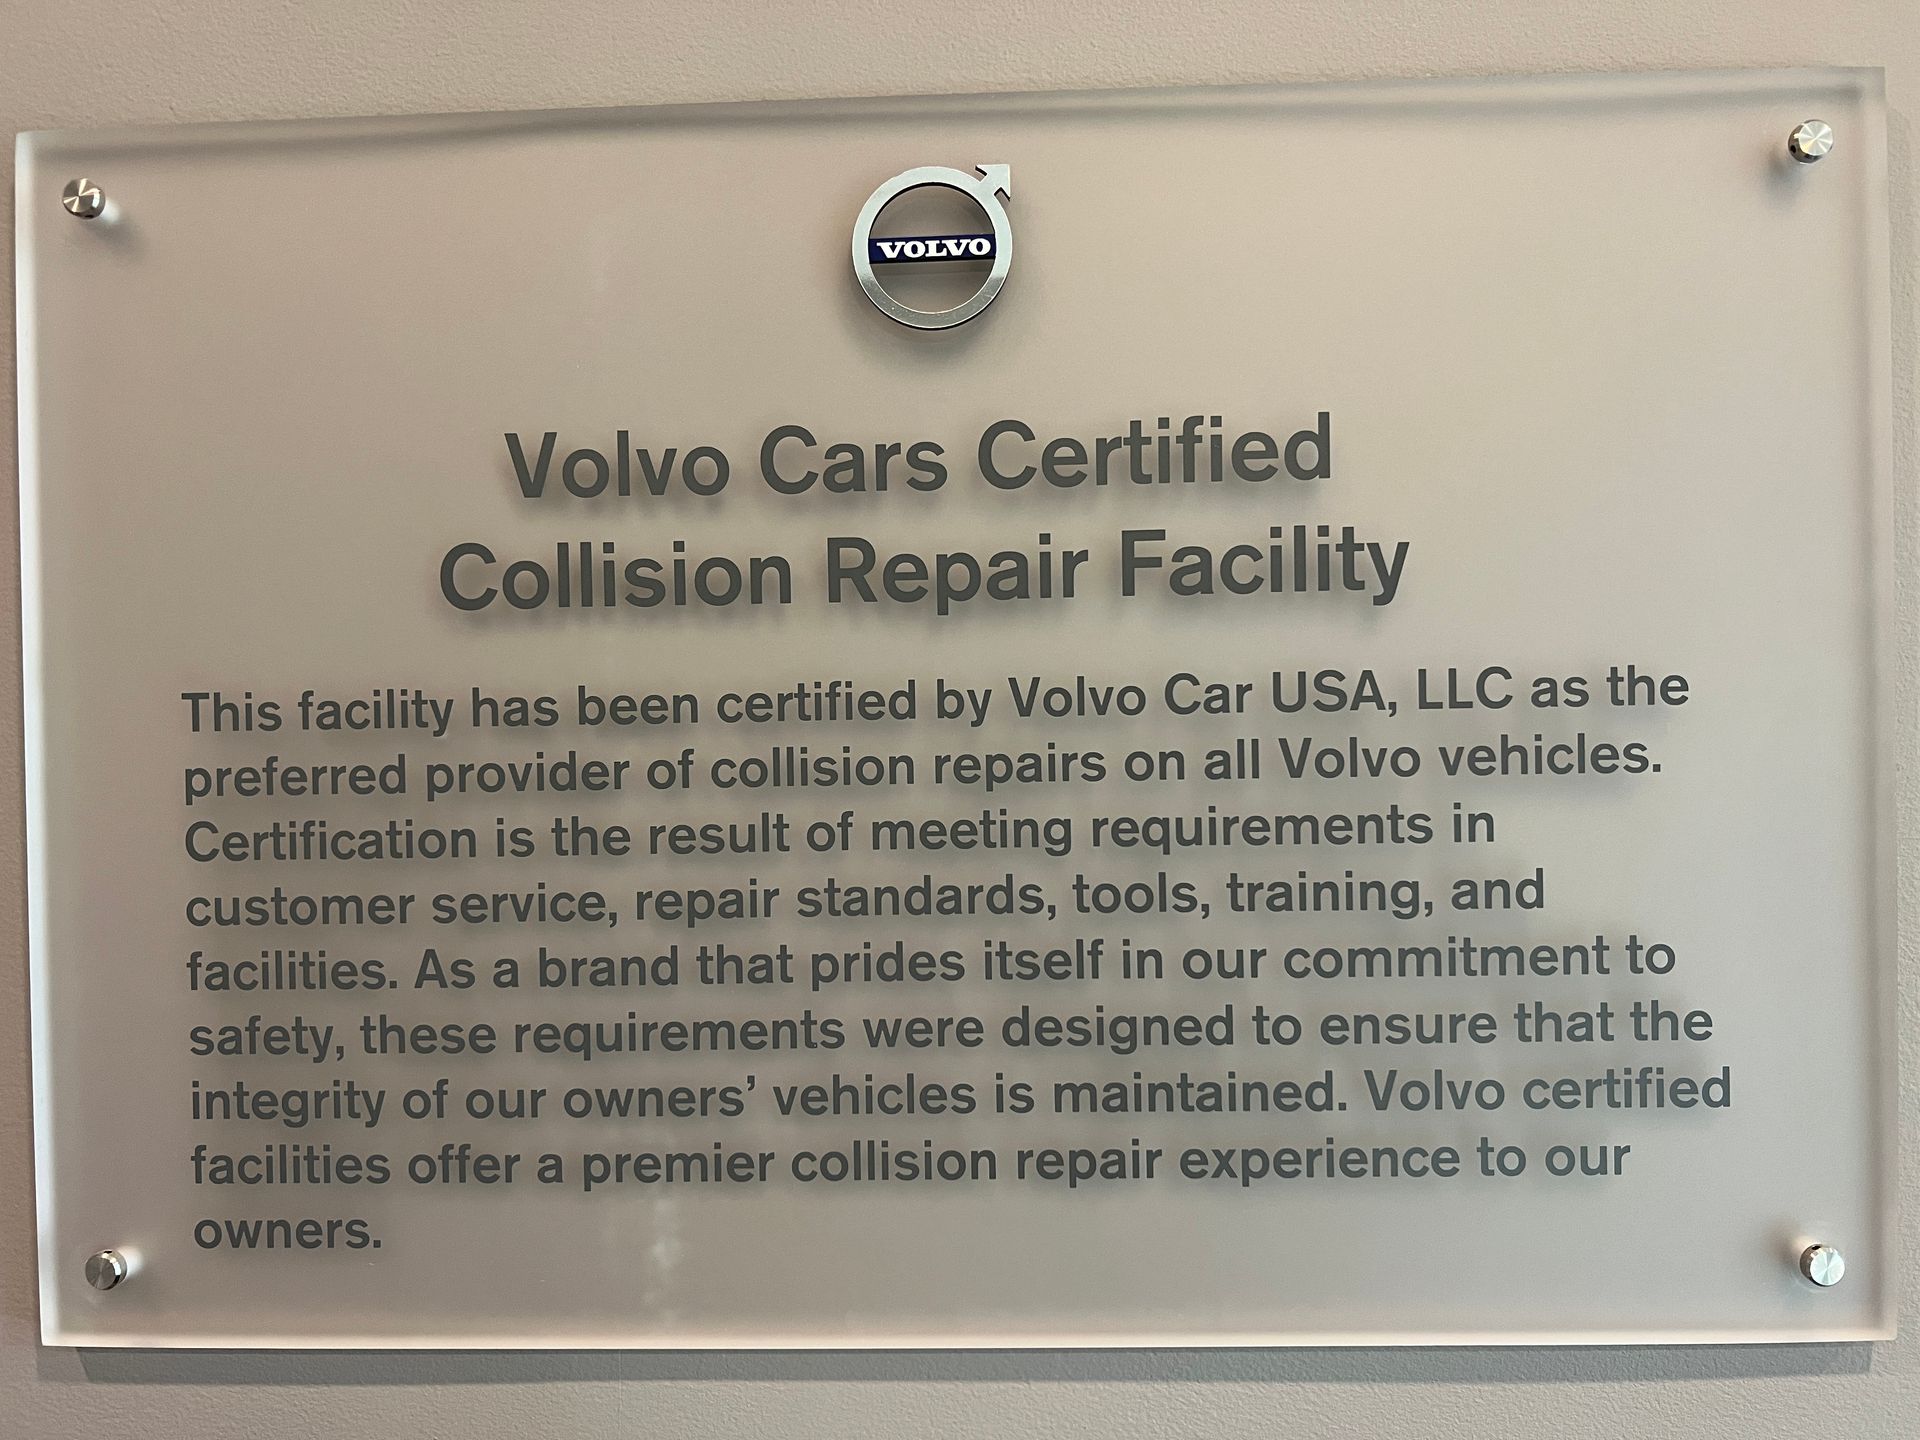 VOLVO
Volvo Cars Certified
Collision Repair Facility
This facility has been certified by Volvo Car USA, LLC as the
preferred provider of collision repairs on all Volvo vehicles.
Certification is the result of meeting requirements in
customer service, repair standards, tools, training, and
facilities. As a brand that prides itself in our commitment to
safety, these requirements were designed to ensure that the
integrity of our owners’ vehicles is maintained. Volvo certified
facilities offer a premier collision repair experience to our
owners.